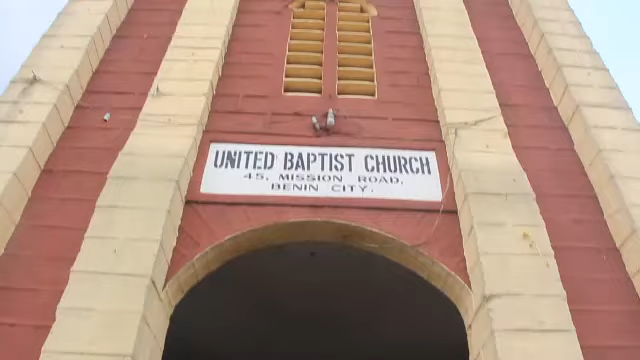 UNITED BAPTIST CHURCH
45, MISSION ROAD,
BENIN CITY.